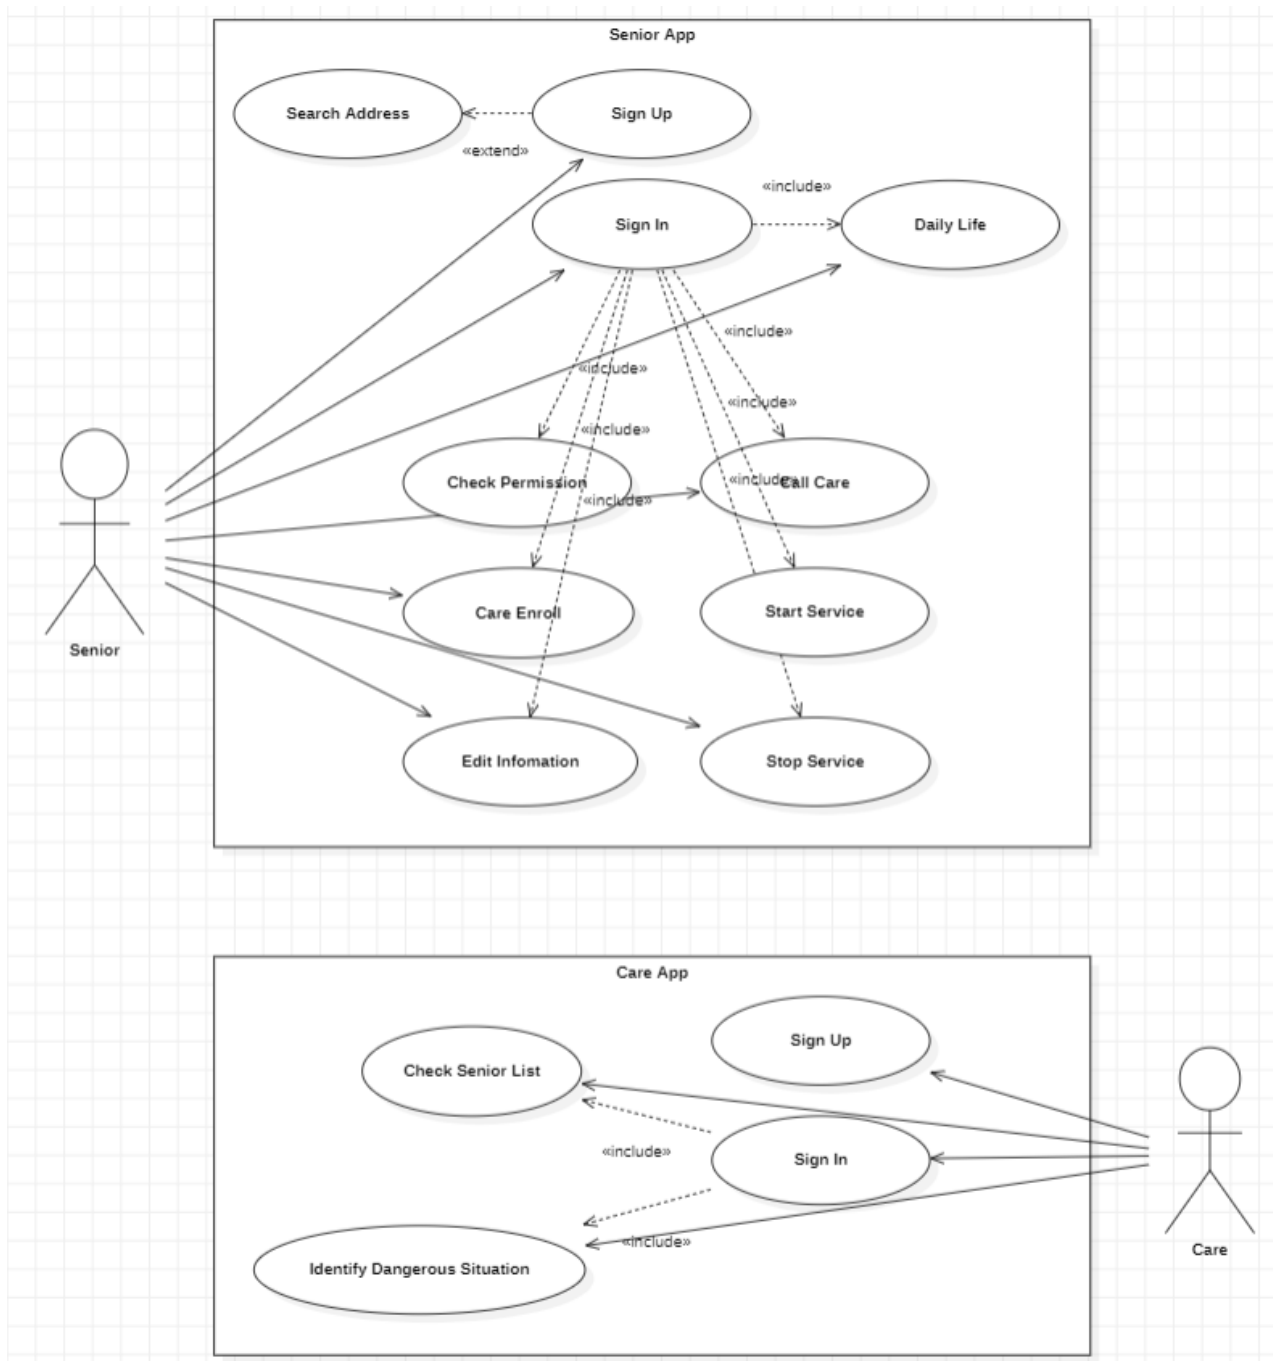 Senior App
Search Address
Sign Up
«extend»
«include»
Sign In
Daily Life
«include»
«include»
«include»
«include»
Check Permission
«include»
Call Care
«include»
Care Enroll
Start Service
Senior
Edit Infomation
Stop Service
Care App
Sign Up
Check Senior List
«include»
Sign In
«include»
Identify Dangerous Situation
Care